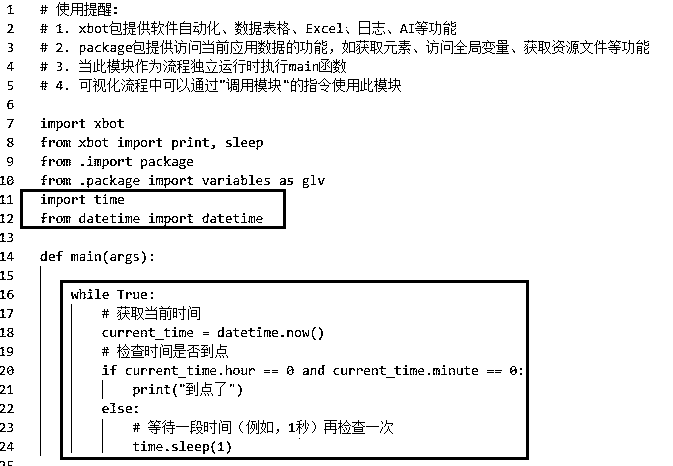 1 # 使用提醒:
2 # 1. xbot包提供软件自动化、数据表格、Excel、日志、AI等功能
3 # 2. package包提供访问当前应用数据的功能，如获取元素、访问全局变量、获取资源文件等功能
4 # 3. 当此模块作为流程独立运行时执行main函数
5 # 4. 可视化流程中可以通过"调用模块"的指令使用此模块
6
7 import xbot
8 from xbot import print, sleep
9 from .import package
10 from .package import variables as glv
11 import time
12 from datetime import datetime
13
14 def main(args):
15
16 while True:
17 # 获取当前时间
18 current_time = datetime.now()
19 # 检查时间是否到点
20 if current_time.hour == 0 and current_time.minute == 0:
21 print("到点了")
22 else:
23 # 等待一段时间（例如，1秒）再检查一次
24 time.sleep(1)
25